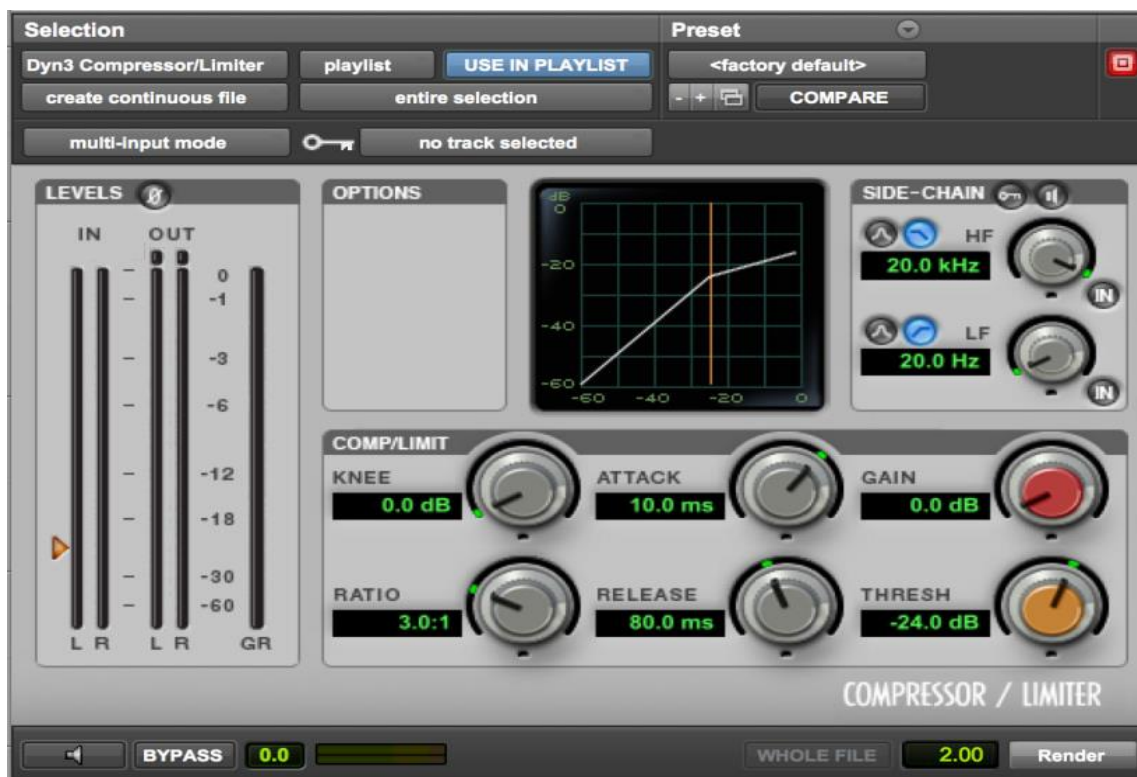 Selection Preset
Dyn3 Compressor/Limiter playlist USE IN PLAYLIST <factory default>
create continuous file entire selection - + COMPARE
multi-input mode no track selected
LEVELS Ø OPTIONS SIDE-CHAIN
IN OUT
dB
0
-20
-40
-60
-60 -40 -20 0
HF
20.0 kHz
IN
LF
20.0 Hz
IN
0
-1
-3
-6
-12
-18
-30
-60
L R L R GR
COMP/LIMIT
KNEE ATTACK GAIN
0.0 dB 10.0 ms 0.0 dB
RATIO RELEASE THRESH
3.0:1 80.0 ms -24.0 dB
COMPRESSOR / LIMITER
BYPASS 0.0 WHOLE FILE 2.00 Render